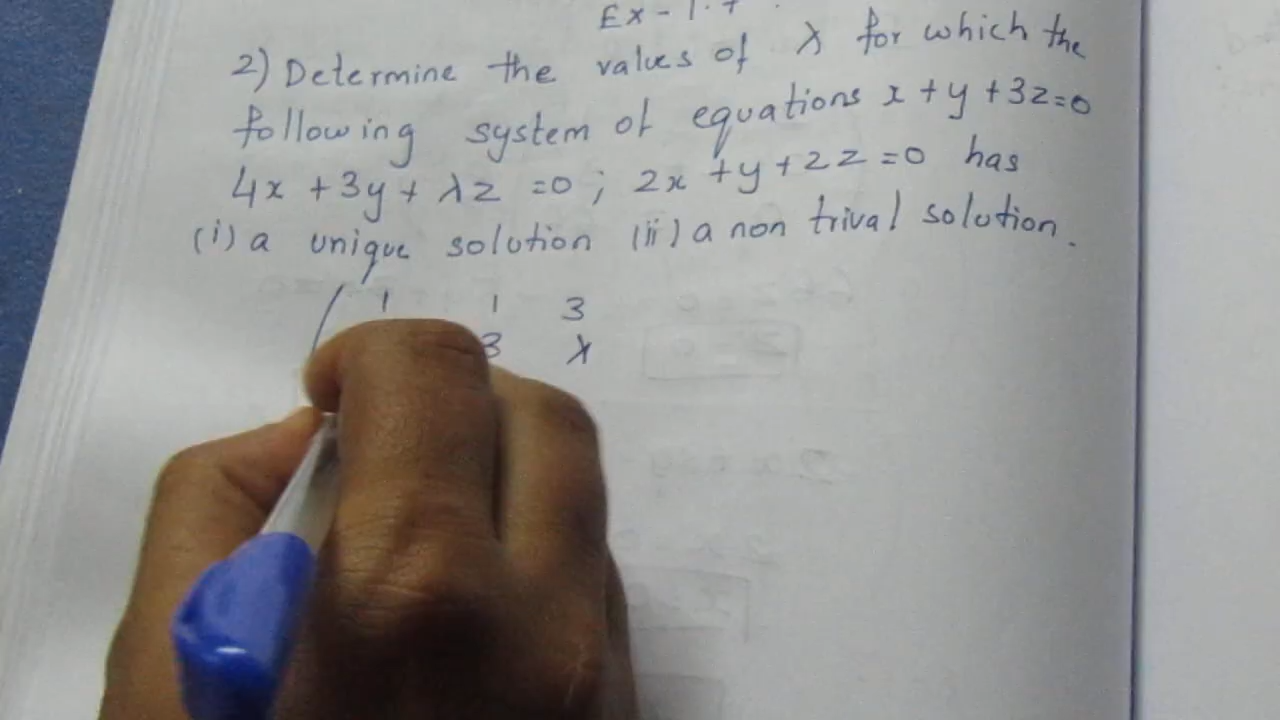 Ex - 1.7
2) Determine the values of λ for which the
following system of equations x + y + 3z = 0
4x + 3y + λz = 0 ; 2x + y + 2z = 0 has
(i) a unique solution (ii) a non trival solution.
1 1 3
3 λ